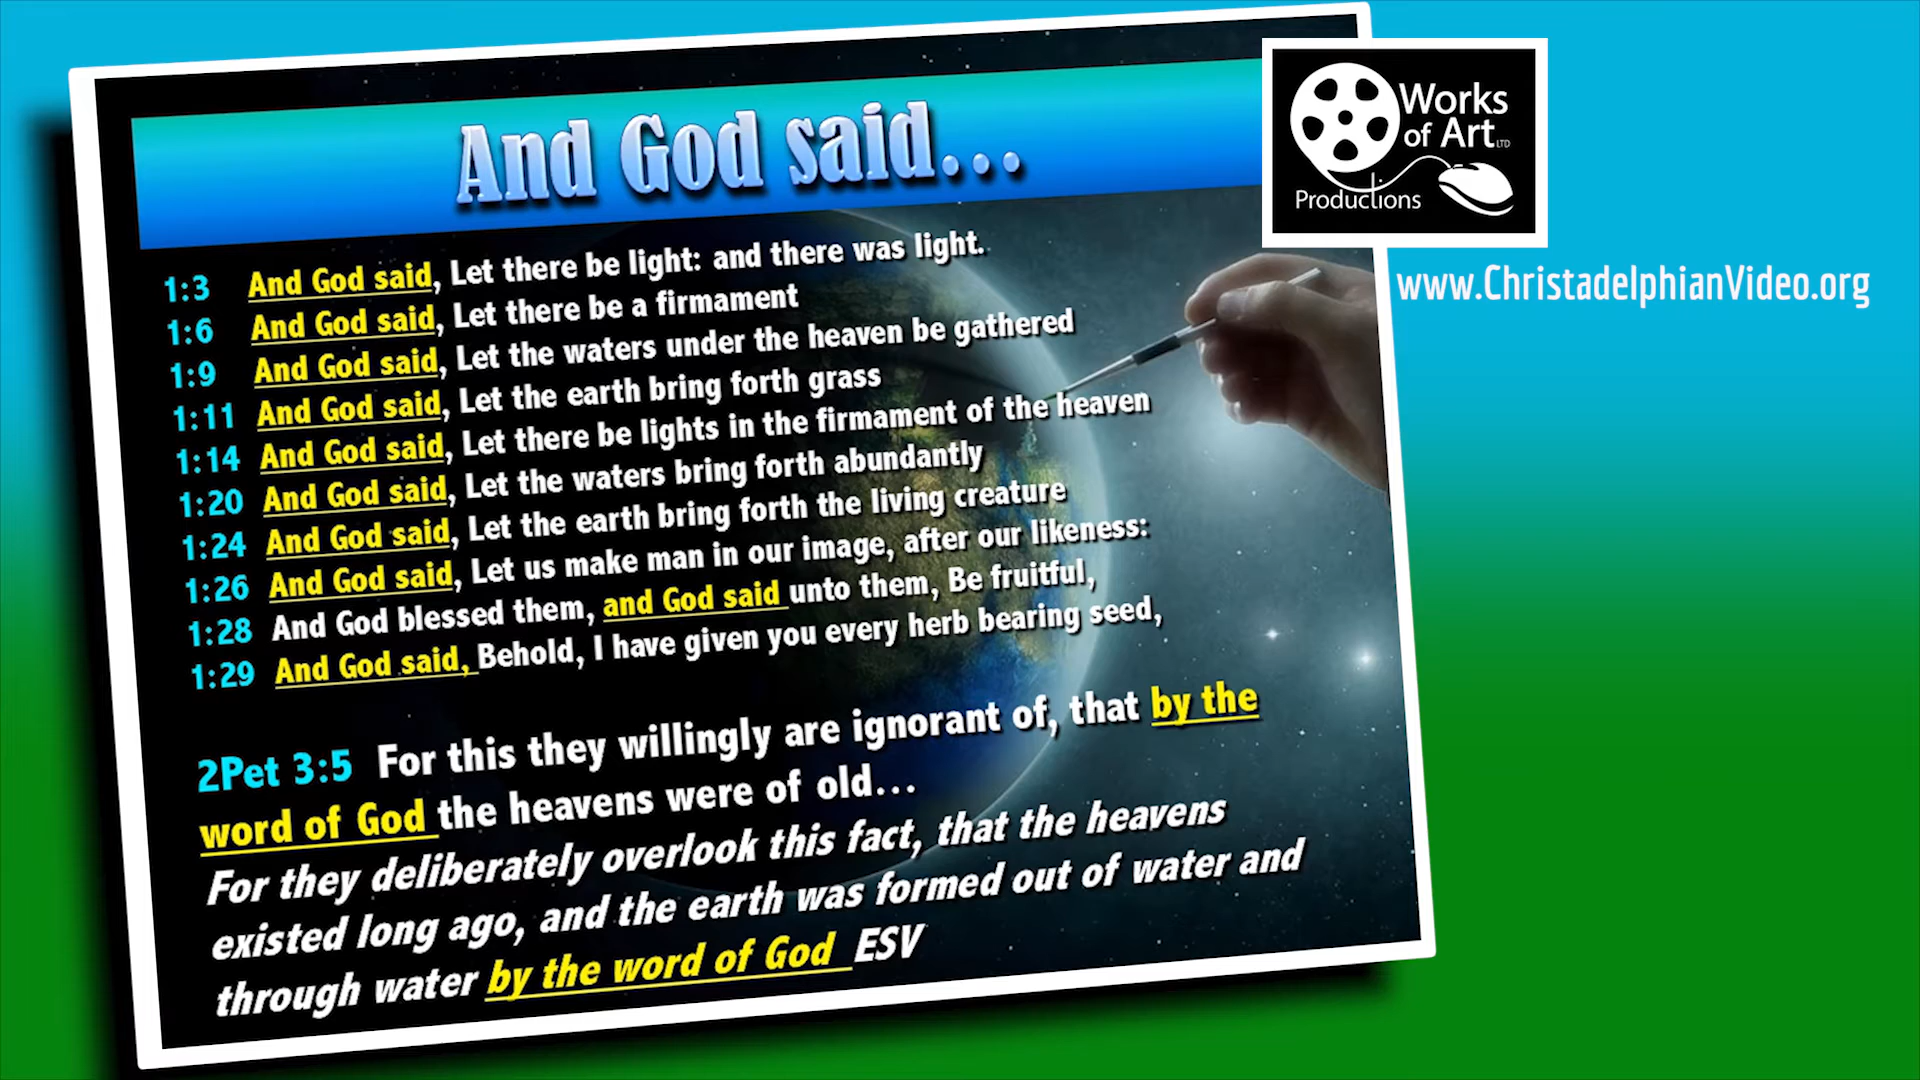 And God said...
1:3 And God said, Let there be light: and there was light.
1:6 And God said, Let there be a firmament
1:9 And God said, Let the waters under the heaven be gathered
1:11 And God said, Let the earth bring forth grass
1:14 And God said, Let there be lights in the firmament of the heaven
1:20 And God said, Let the waters bring forth abundantly
1:24 And God said, Let the earth bring forth the living creature
1:26 And God said, Let us make man in our image, after our likeness:
1:28 And God blessed them, and God said unto them, Be fruitful,
1:29 And God said, Behold, I have given you every herb bearing seed,
2Pet 3:5 For this they willingly are ignorant of, that by the
word of God the heavens were of old...
For they deliberately overlook this fact, that the heavens
existed long ago, and the earth was formed out of water and
through water by the word of God ESV
Works
of Art LTD
Productions
www.ChristadelphianVideo.org